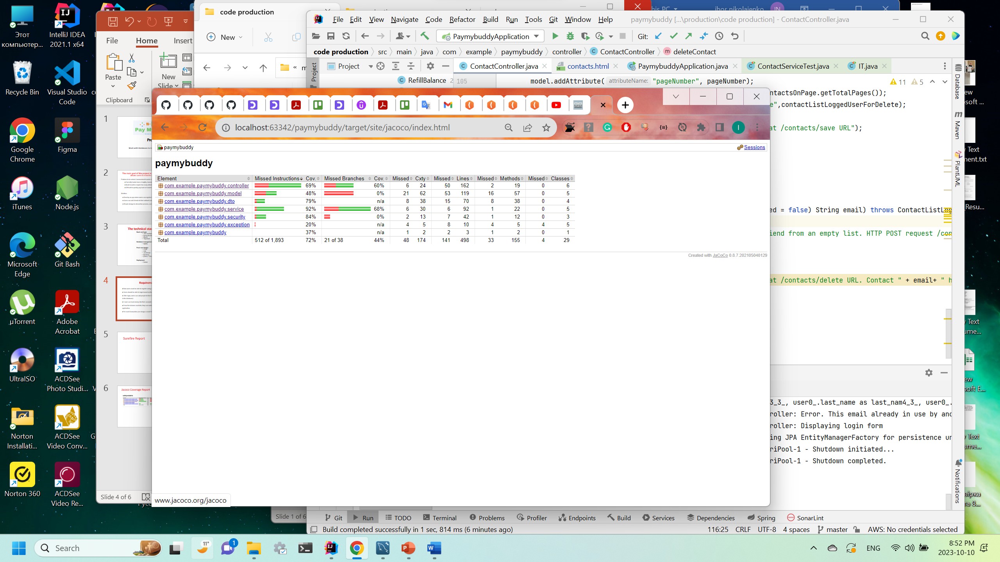 Этот
компьютер...
IntelliJ IDEA
2021.1 x64
Recycle Bin
Visual Studio
Code
Google
Chrome
Figma
iTunes
Node.js
Microsoft
Edge
Git Bash
µTorrent
Adobe
Acrobat
UltraISO
ACDSee
Photo Studi...
Norton
Installati...
ACDSee
Video Conv...
Norton 360
ACDSee
Video Re...
File Home Insert
Paste
New
Slide
Clipboard
1
2
3
4
5
Surefire Report
6
Jacoco Coverage Report
Slide 4 of 6
Slide 1 of 6
code production
New
ihor nikolaienko IN
File Edit View Navigate Code Refactor Build Run Tools Git Window Help paymybuddy [...\production\code production] - ContactController.java
PaymybuddyApplication Git:
code production src main java com example paymybuddy controller ContactController deleteContact
Project Project ContactController.java contacts.html PaymybuddyApplication.java ContactServiceTest.java IT.java
RefillBalance 105 model.addAttribute( attributeName: "pageNumber", pageNumber); 11 5
ntactsOnPage.getTotalPages());
e",contactListLoggedUserForDelete);
at /contacts/save URL");
ed = false) String email) throws ContactListLog
iend from an empty list. HTTP POST request /con
at /contacts/delete URL. Contact " + email+ " h
3_3_, user0_.last_name as last_nam4_3_, user0_.
roller: Error. This email already in use by ano
roller: Displaying login form
ing JPA EntityManagerFactory for persistence un
riPool-1 - Shutdown initiated...
riPool-1 - Shutdown completed.
Database
Maven
PlantUML
Notifications
localhost:63342/paymybuddy/target/site/jacoco/index.html
paymybuddy Sessions
paymybuddy
Element Missed Instructions Cov. Missed Branches Cov. Missed Cxty Missed Lines Missed Methods Missed Classes
com.example.paymybuddy.controller 69% 60% 6 24 50 162 2 19 0 6
com.example.paymybuddy.model 48% 0% 21 62 53 119 16 57 0 5
com.example.paymybuddy.dto 79% n/a 8 38 15 70 8 38 0 4
com.example.paymybuddy.service 92% 68% 6 30 6 92 1 22 0 5
com.example.paymybuddy.security 84% 0% 2 13 7 42 1 12 0 3
com.example.paymybuddy.exception 20% n/a 4 5 8 10 4 5 4 5
com.example.paymybuddy 37% n/a 1 2 2 3 1 2 0 1
Total 512 of 1,893 72% 21 of 38 44% 48 174 141 498 33 155 4 29
Created with JaCoCo 0.8.7.202105040129
www.jacoco.org/jacoco
Git Run TODO Terminal Problems Profiler Endpoints Build Services Dependencies Spring SonarLint
Build completed successfully in 1 sec, 814 ms (6 minutes ago) 116:25 CRLF UTF-8 4 spaces master AWS: No credentials selected
Search 11° 1 ENG 8:52 PM
2023-10-10